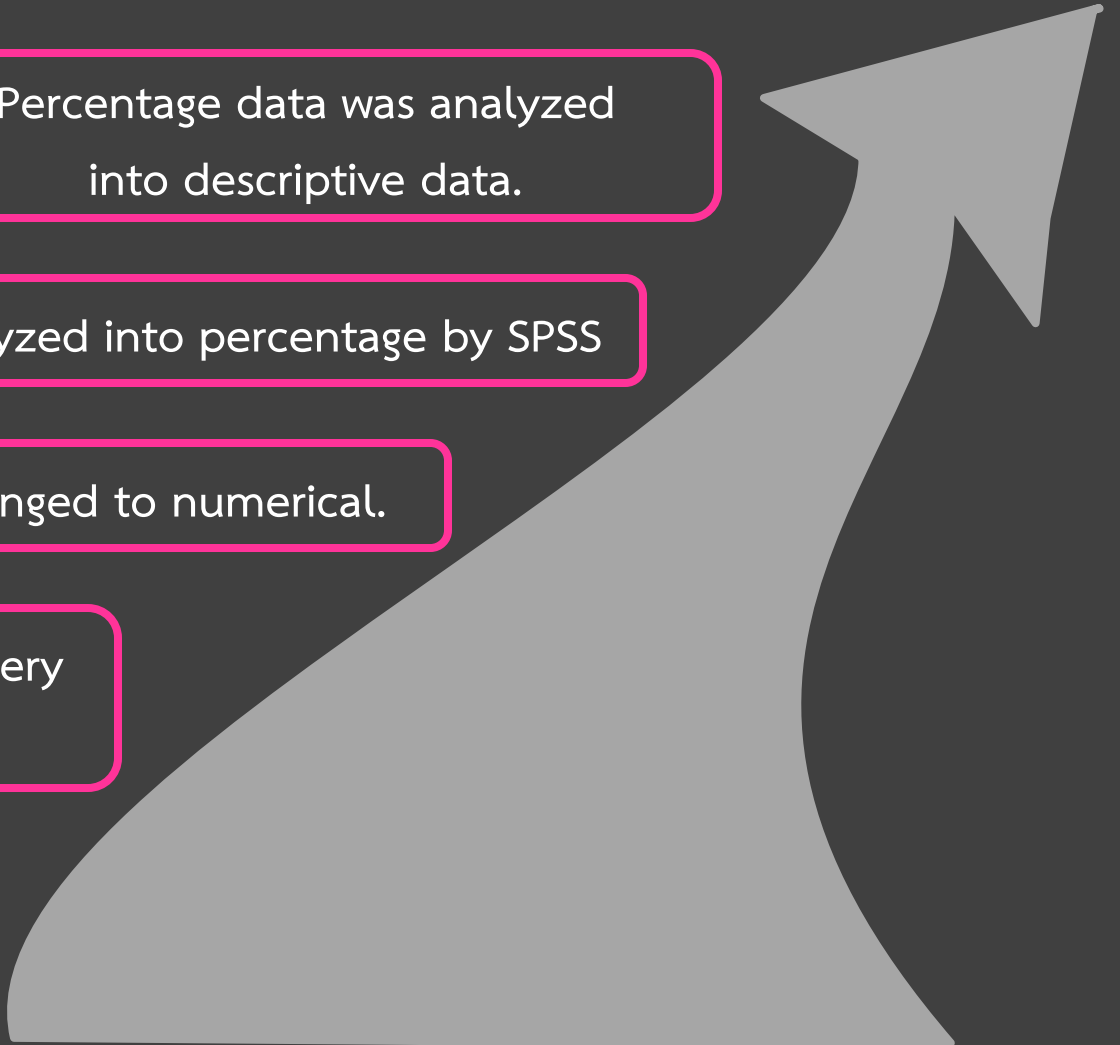 Percentage data was analyzed
into descriptive data.
yzed into percentage by SPSS
nged to numerical.
ery